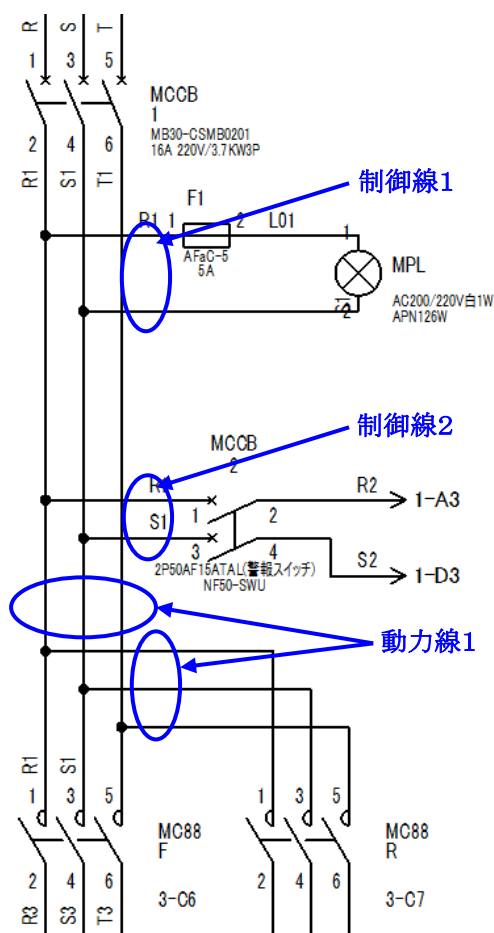 R S T
1 3 5
MCCB
1
MB30-CSMB0201
16A 220V/3.7KW3P
2 4 6
R1 S1 T1
制御線1
F1
R1 1 2 L01
AFaC-5
5A
1
MPL
AC200/220V白1W
APN126W
2
制御線2
MCCB
2
R2
1-A3
S1 1 2
3 4
S2
1-D3
2P50AF15ATAL(警報スイッチ)
NF50-SWU
動力線1
R1 S1
1 3 5
MC88
F
2 4 6
3-C6
R3 S3 T3
1 3 5
MC88
R
2 4 6
3-C7